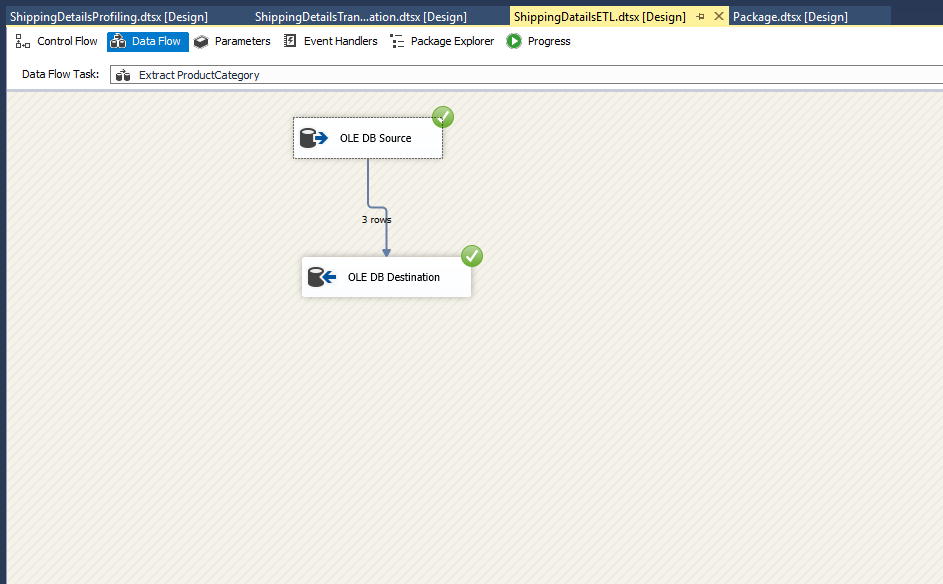 ShippingDetailsProfiling.dtsx [Design] ShippingDetailsTran...ation.dtsx [Design] ShippingDatailsETL.dtsx [Design] Package.dtsx [Design]
Control Flow Data Flow Parameters Event Handlers Package Explorer Progress
Data Flow Task: Extract ProductCategory
OLE DB Source
3 rows
OLE DB Destination